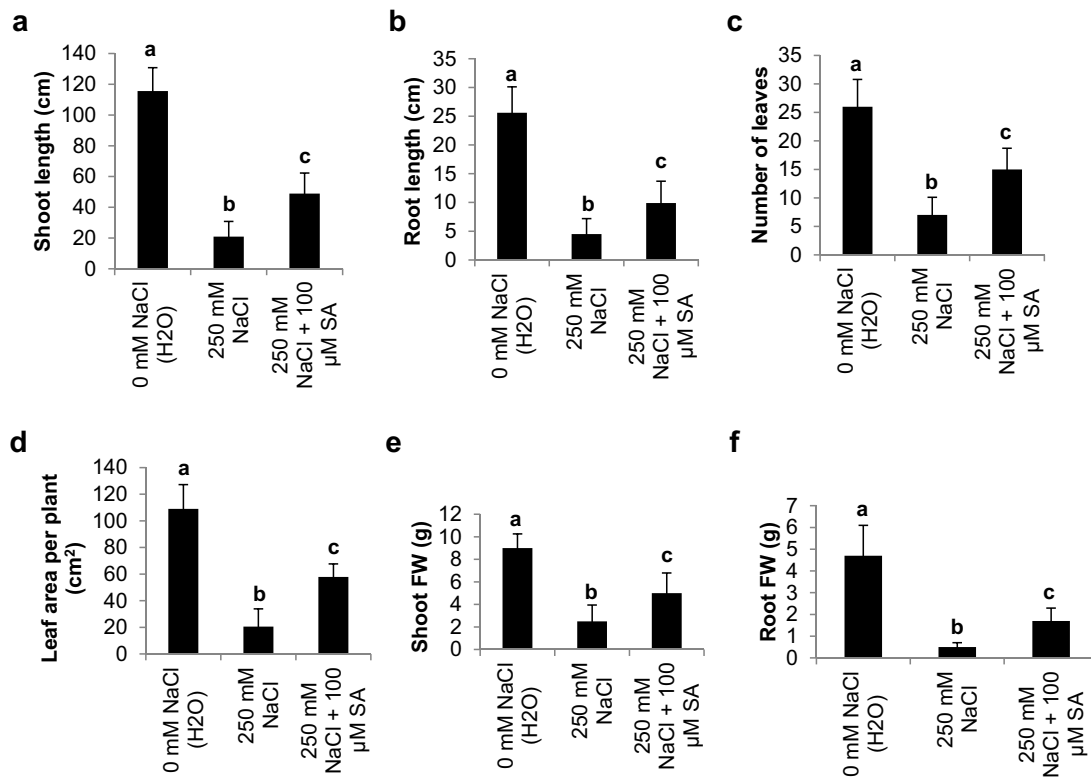 a
Shoot length (cm)
140
120
100
80
60
40
20
0
a
b
c
0 mM NaCl
(H2O)
250 mM
NaCl
250 mM
NaCl + 100
µM SA
b
Root length (cm)
35
30
25
20
15
10
5
0
a
b
c
0 mM NaCl
(H2O)
250 mM
NaCl
250 mM
NaCl + 100
µM SA
c
Number of leaves
35
30
25
20
15
10
5
0
a
b
c
0 mM NaCl
(H2O)
250 mM
NaCl
250 mM
NaCl + 100
µM SA
d
Leaf area per plant
(cm²)
140
120
100
80
60
40
20
0
a
b
c
0 mM NaCl
(H2O)
250 mM
NaCl
250 mM
NaCl + 100
µM SA
e
Shoot FW (g)
12
10
8
6
4
2
0
a
b
c
0 mM NaCl
(H2O)
250 mM
NaCl
250 mM
NaCl + 100
µM SA
f
Root FW (g)
7
6
5
4
3
2
1
0
a
b
c
0 mM NaCl
(H2O)
250 mM
NaCl
250 mM
NaCl + 100
µM SA